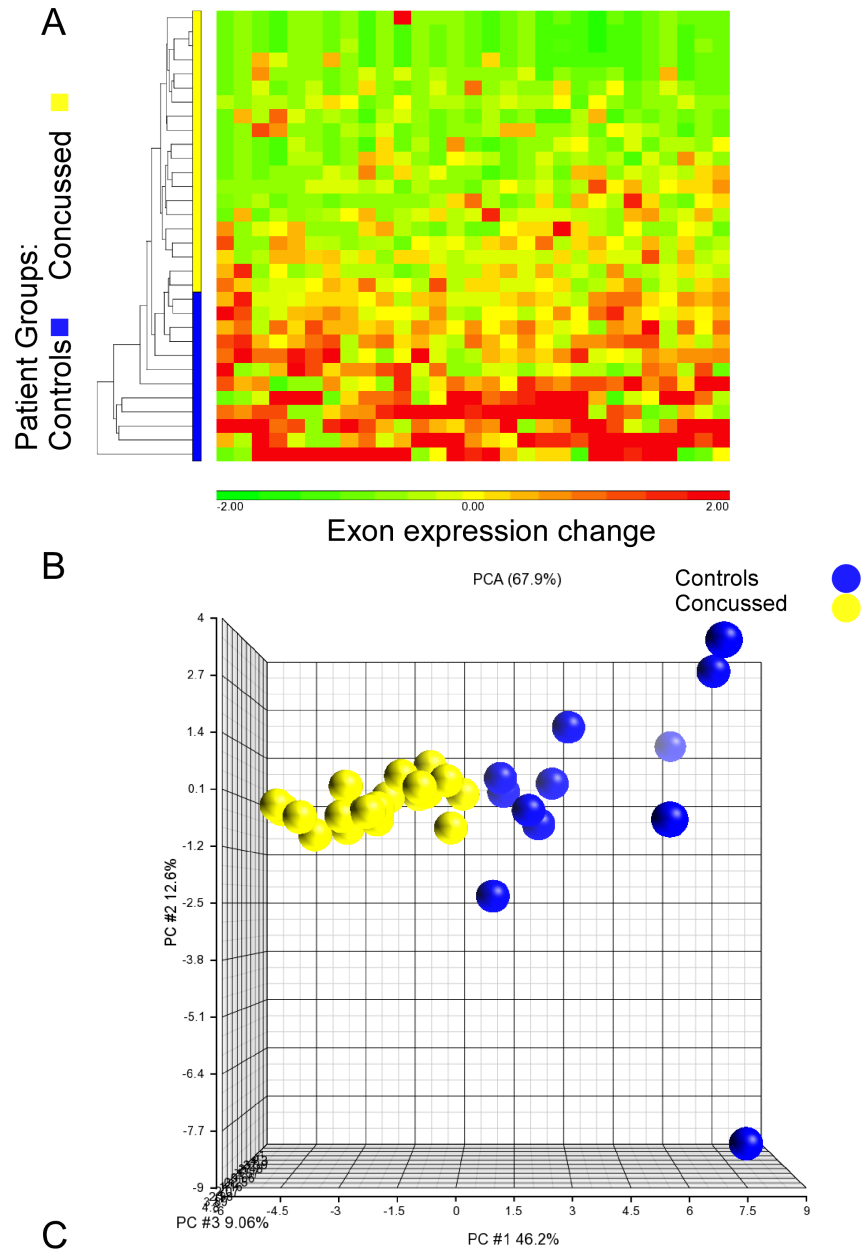 A
Patient Groups:
Controls Concussed
-2.00 0.00 2.00
Exon expression change
B
PCA (67.9%)
Controls
Concussed
4
2.7
1.4
0.1
-1.2
-2.5
-3.8
-5.1
-6.4
-7.7
-9
PC #2 12.6%
-4.5 -3 -1.5 0 1.5 3 4.5 6 7.5 9
PC #3 9.06%
PC #1 46.2%
C